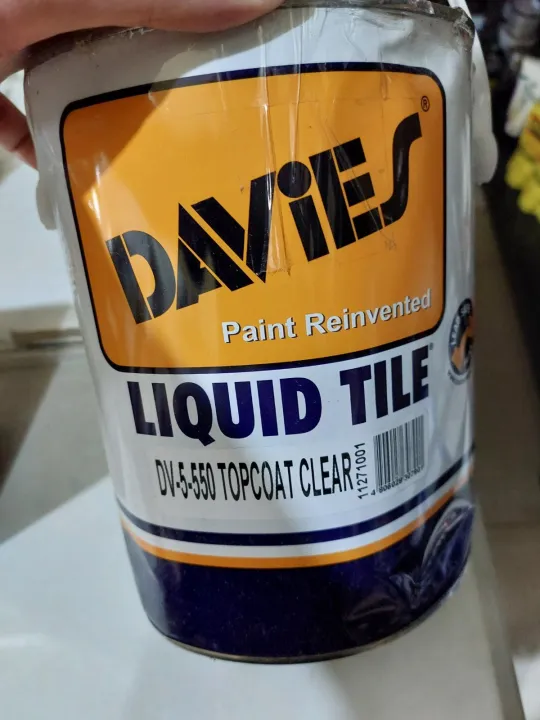 DAViES®
Paint Reinvented
LIQUID TILE®
DV-5-550 TOPCOAT CLEAR
11271001